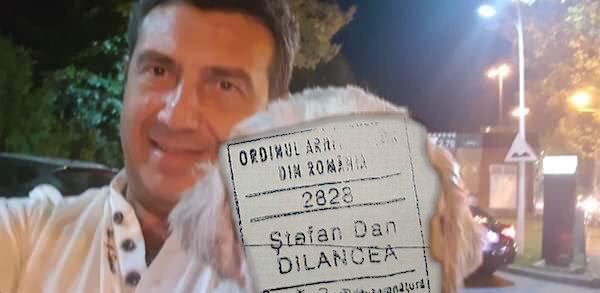 ORDINUL
DIN ROMÂNIA
2828
Ștefan Dan
DILANCEA